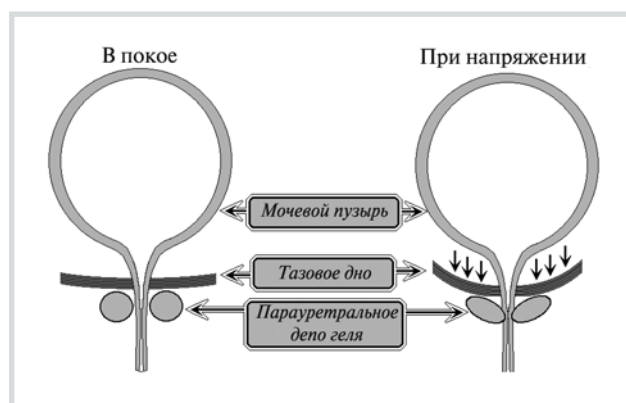 В покое
При напряжении
Мочевой пузырь
Тазовое дно
Парауретральное
депо геля